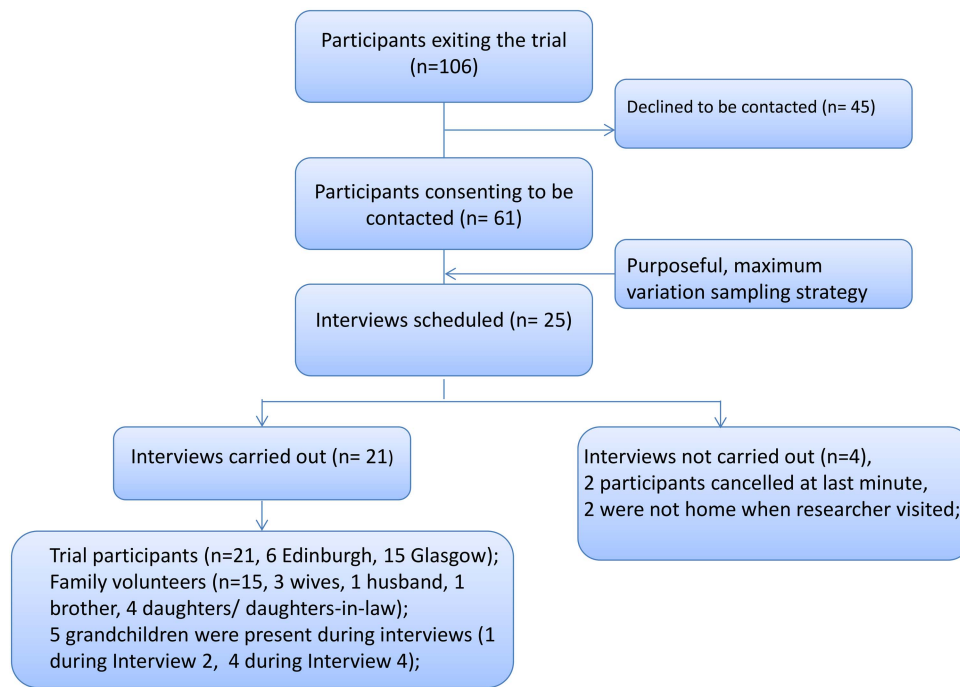 Participants exiting the trial
(n=106)
Declined to be contacted (n= 45)
Participants consenting to be
contacted (n= 61)
Purposeful, maximum
variation sampling strategy
Interviews scheduled (n= 25)
Interviews carried out (n= 21)
Interviews not carried out (n=4),
2 participants cancelled at last minute,
2 were not home when researcher visited;
Trial participants (n=21, 6 Edinburgh, 15 Glasgow);
Family volunteers (n=15, 3 wives, 1 husband, 1
brother, 4 daughters/ daughters-in-law);
5 grandchildren were present during interviews (1
during Interview 2, 4 during Interview 4);